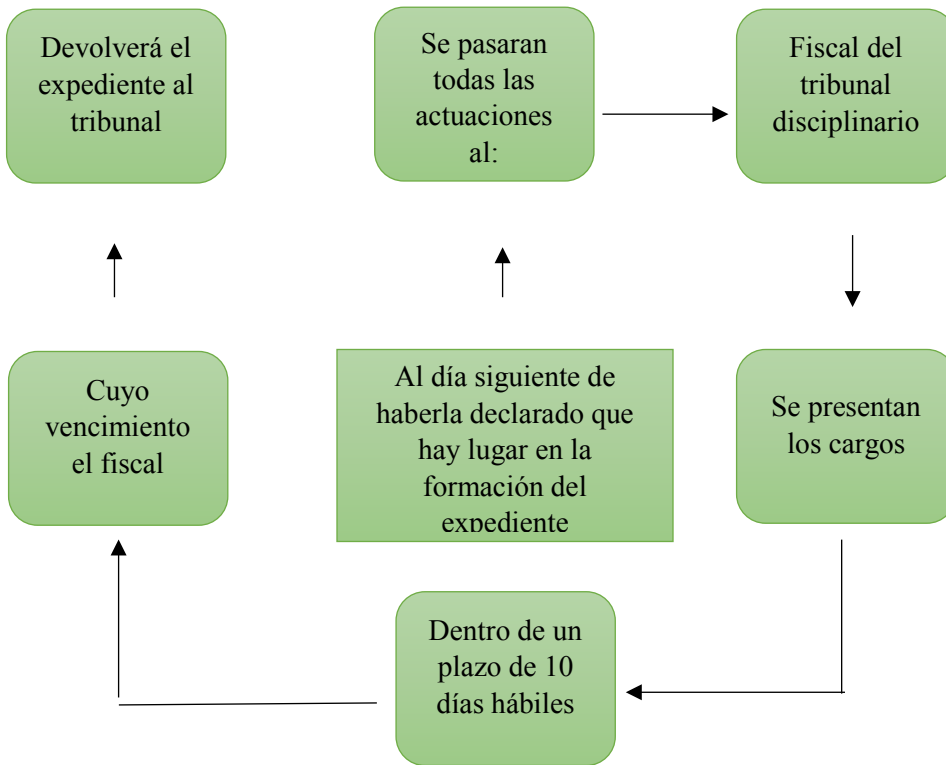 Devolverá el
expediente al
tribunal
Se pasaran
todas las
actuaciones
al:
Fiscal del
tribunal
disciplinario
Cuyo
vencimiento
el fiscal
Al día siguiente de
haberla declarado que
hay lugar en la
formación del
expediente
Se presentan
los cargos
Dentro de un
plazo de 10
días hábiles